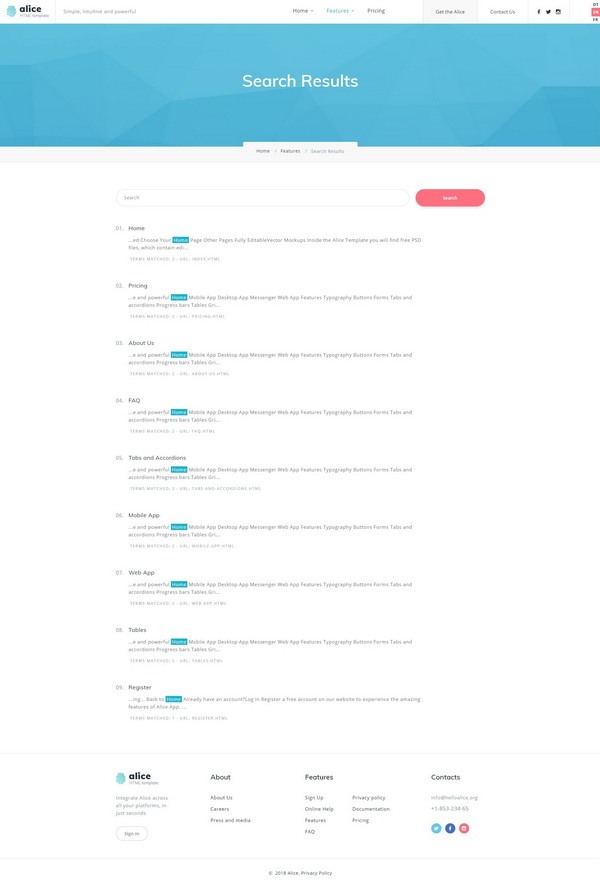 alice
HTML template
Simple, intuitive and powerful
Home
Features
Pricing
Get the Alice
Contact Us
DT
EN
FR
Search Results
Home / Features / Search Results
Search
Search
01. Home
...ed Choose Your Home Page Other Pages Fully EditableVector Mockups Inside the Alice Template you will find free PSD
files, which contain edi...
TERMS MATCHED: 2 - URL: INDEX.HTML
02. Pricing
...e and powerful Home Mobile App Desktop App Messenger Web App Features Typography Buttons Forms Tabs and
accordions Progress bars Tables Gri...
TERMS MATCHED: 2 - URL: PRICING.HTML
03. About Us
...e and powerful Home Mobile App Desktop App Messenger Web App Features Typography Buttons Forms Tabs and
accordions Progress bars Tables Gri...
TERMS MATCHED: 2 - URL: ABOUT-US.HTML
04. FAQ
...e and powerful Home Mobile App Desktop App Messenger Web App Features Typography Buttons Forms Tabs and
accordions Progress bars Tables Gri...
TERMS MATCHED: 2 - URL: FAQ.HTML
05. Tabs and Accordions
...e and powerful Home Mobile App Desktop App Messenger Web App Features Typography Buttons Forms Tabs and
accordions Progress bars Tables Gri...
TERMS MATCHED: 2 - URL: TABS-AND-ACCORDIONS.HTML
06. Mobile App
...e and powerful Home Mobile App Desktop App Messenger Web App Features Typography Buttons Forms Tabs and
accordions Progress bars Tables Gri...
TERMS MATCHED: 2 - URL: MOBILE-APP.HTML
07. Web App
...e and powerful Home Mobile App Desktop App Messenger Web App Features Typography Buttons Forms Tabs and
accordions Progress bars Tables Gri...
TERMS MATCHED: 2 - URL: WEB-APP.HTML
08. Tables
...e and powerful Home Mobile App Desktop App Messenger Web App Features Typography Buttons Forms Tabs and
accordions Progress bars Tables Gri...
TERMS MATCHED: 2 - URL: TABLES.HTML
09. Register
...ing... Back to Home Already have an account?Log in Register a free account on our website to experience the amazing
features of Alice App. ...
TERMS MATCHED: 1 - URL: REGISTER.HTML
alice
HTML template
Integrate Alice across
all your platforms, in
just seconds
Sign In
About
About Us
Careers
Press and media
Features
Sign Up
Online Help
Features
FAQ
Privacy policy
Documentation
Pricing
Contacts
info@helloalice.org
+1-853-234-65
© 2018 Alice, Privacy Policy